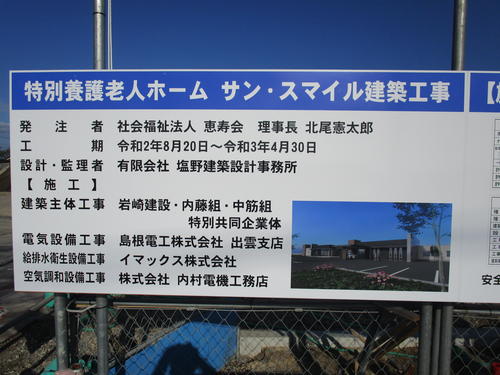 特別養護老人ホーム サン・スマイル建築工事
発注者 社会福祉法人 恵寿会 理事長 北尾憲太郎
工期 令和2年8月20日～令和3年4月30日
設計・監理者 有限会社 塩野建築設計事務所
【施工】
建築主体工事 岩崎建設・内藤組・中筋組
特別共同企業体
電気設備工事 島根電工株式会社 出雲支店
給排水衛生設備工事 イマックス株式会社
空気調和設備工事 株式会社 内村電機工務店
安全